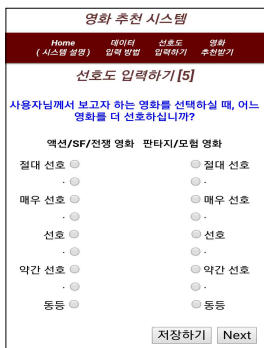 영화 추천 시스템
Home 데이터 선호도 영화
( 시스템 설명 ) 입력 방법 입력하기 추천받기
선호도 입력하기 [5]
사용자님께서 보고자 하는 영화를 선택하실 때, 어느
영화를 더 선호하십니까?
액션/SF/전쟁 영화 판타지/모험 영화
절대 선호 절대 선호
. .
매우 선호 매우 선호
. .
선호 선호
. .
약간 선호 약간 선호
. .
동등 동등
저장하기 Next